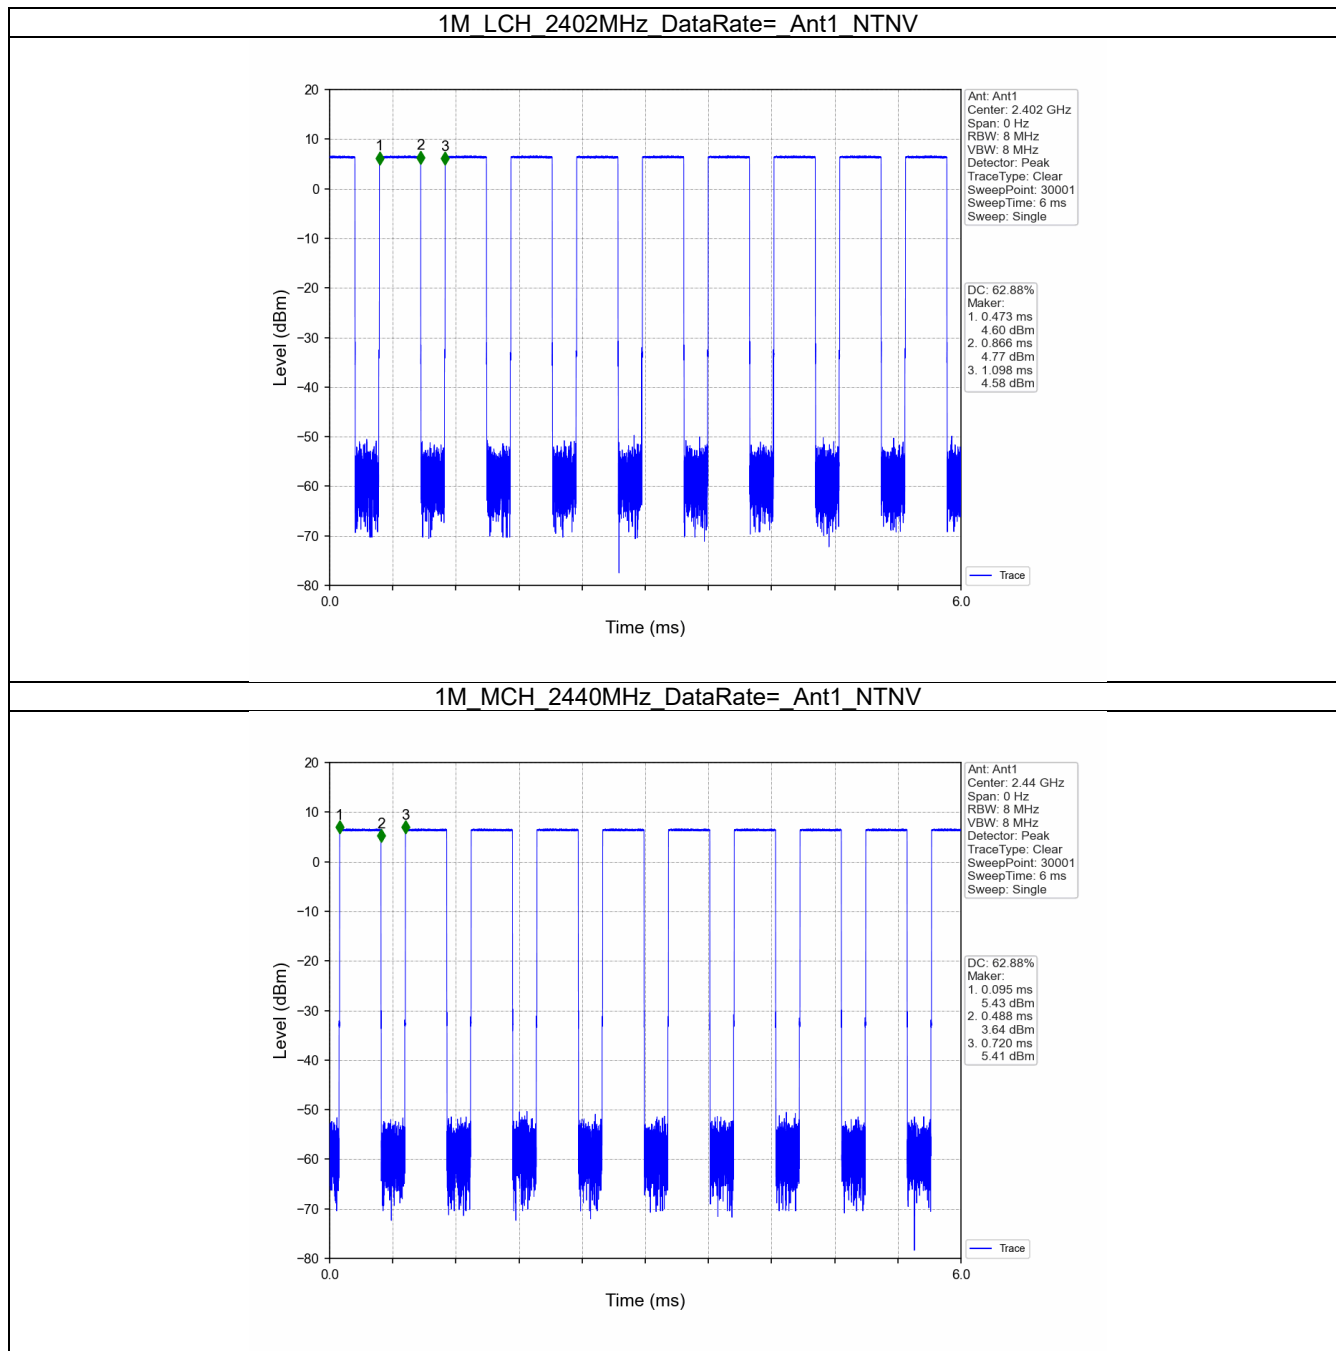 1M_LCH_2402MHz_DataRate=_Ant1_NTNV
20
10
0
−10
−20
−30
−40
−50
−60
−70
−80
Level (dBm)
1
2
3
0.0
6.0
Time (ms)
Ant: Ant1
Center: 2.402 GHz
Span: 0 Hz
RBW: 8 MHz
VBW: 8 MHz
Detector: Peak
TraceType: Clear
SweepPoint: 30001
SweepTime: 6 ms
Sweep: Single
DC: 62.88%
Maker:
1. 0.473 ms
4.60 dBm
2. 0.866 ms
4.77 dBm
3. 1.098 ms
4.58 dBm
Trace
1M_MCH_2440MHz_DataRate=_Ant1_NTNV
20
10
0
−10
−20
−30
−40
−50
−60
−70
−80
Level (dBm)
1
2
3
0.0
6.0
Time (ms)
Ant: Ant1
Center: 2.44 GHz
Span: 0 Hz
RBW: 8 MHz
VBW: 8 MHz
Detector: Peak
TraceType: Clear
SweepPoint: 30001
SweepTime: 6 ms
Sweep: Single
DC: 62.88%
Maker:
1. 0.095 ms
5.43 dBm
2. 0.488 ms
3.64 dBm
3. 0.720 ms
5.41 dBm
Trace